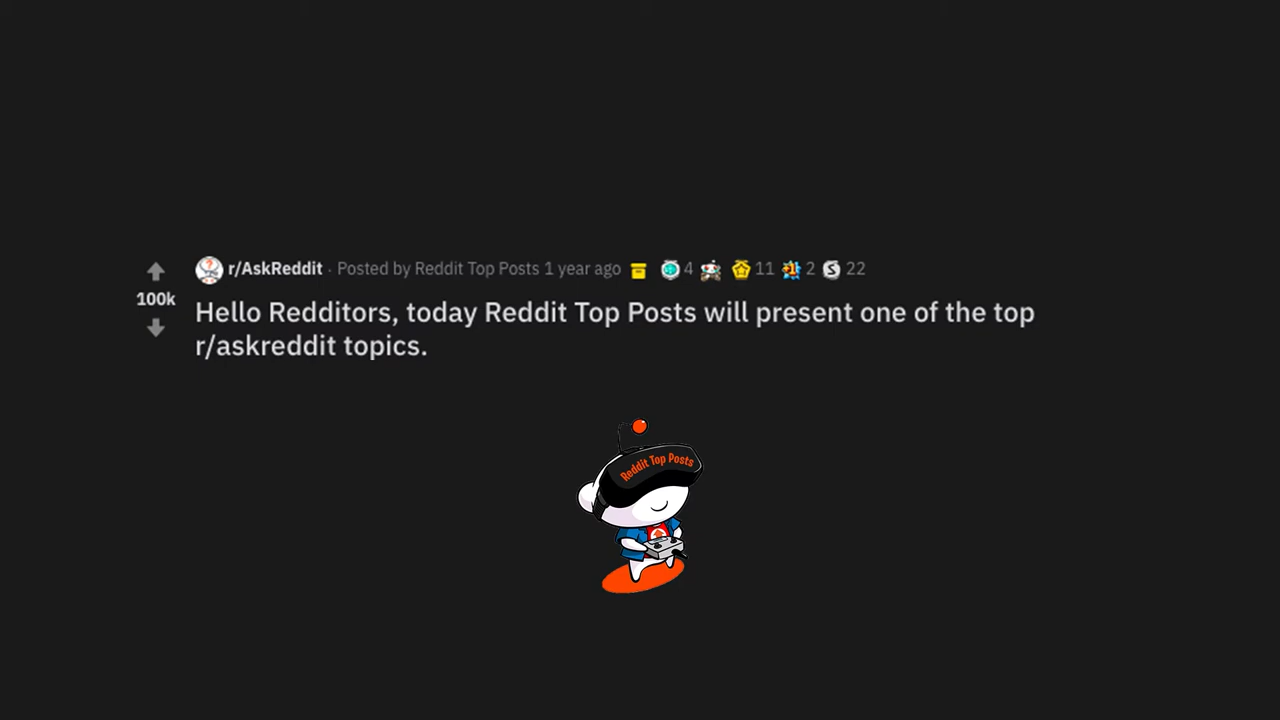 r/AskReddit · Posted by Reddit Top Posts 1 year ago 4 11 2 22
100k
Hello Redditors, today Reddit Top Posts will present one of the top
r/askreddit topics.
Reddit Top Posts